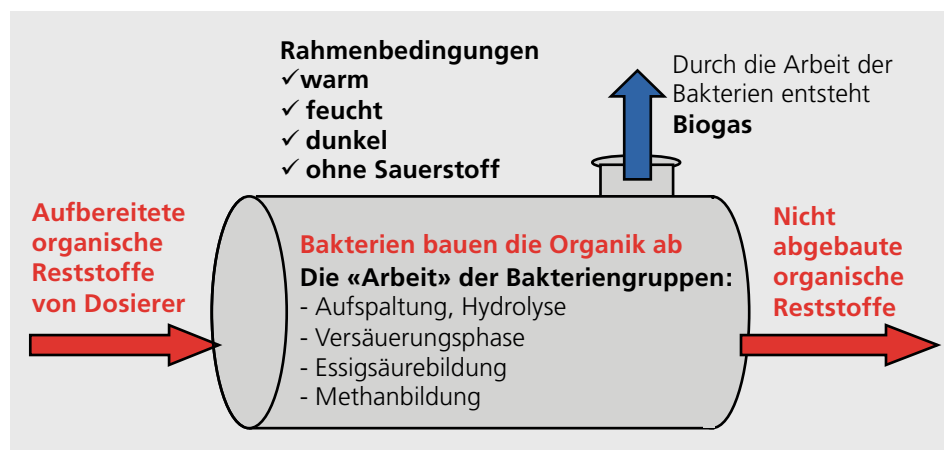 Rahmenbedingungen
✓ warm
✓ feucht
✓ dunkel
✓ ohne Sauerstoff
Durch die Arbeit der
Bakterien entsteht
Biogas
Aufbereitete
organische
Reststoffe
von Dosierer
Bakterien bauen die Organik ab
Die «Arbeit» der Bakteriengruppen:
- Aufspaltung, Hydrolyse
- Versäuerungsphase
- Essigsäurebildung
- Methanbildung
Nicht
abgebaute
organische
Reststoffe